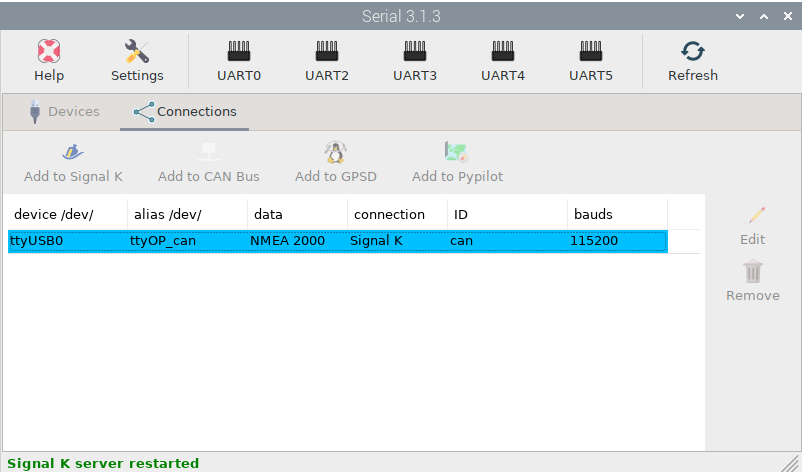 Serial 3.1.3
Help Settings UART0 UART2 UART3 UART4 UART5 Refresh
Devices Connections
Add to Signal K Add to CAN Bus Add to GPSD Add to Pypilot
device /dev/ alias /dev/ data connection ID bauds
ttyUSB0 ttyOP_can NMEA 2000 Signal K can 115200
Edit
Remove
Signal K server restarted